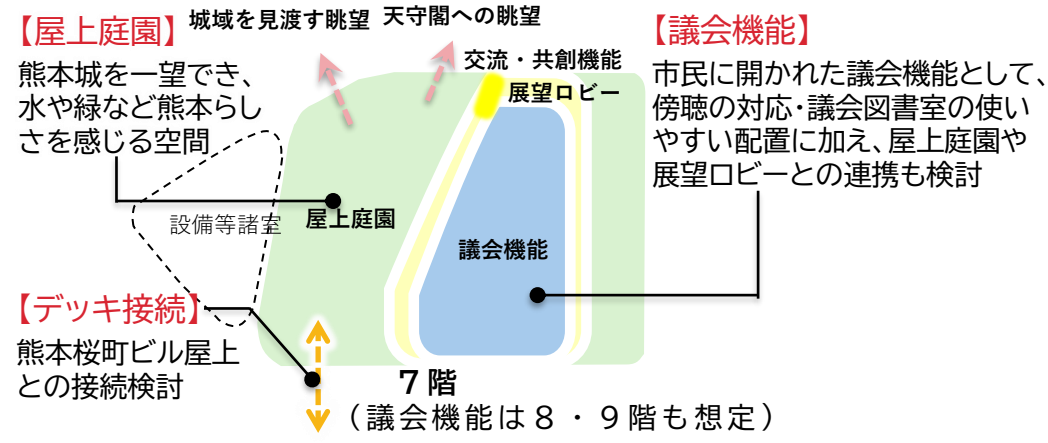 【屋上庭園】
熊本城を一望でき、
水や緑など熊本らし
さを感じる空間
城域を見渡す眺望
天守閣への眺望
交流・共創機能
展望ロビー
【議会機能】
市民に開かれた議会機能として、
傍聴の対応・議会図書室の使い
やすい配置に加え、屋上庭園や
展望ロビーとの連携も検討
設備等諸室
屋上庭園
議会機能
【デッキ接続】
熊本桜町ビル屋上
との接続検討
7階
(議会機能は8・9階も想定)